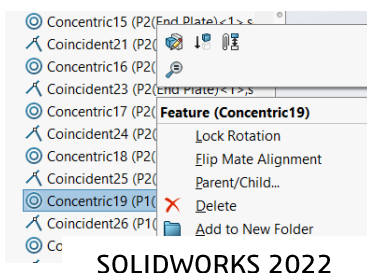 Concentric15 (P2(End Plate)<1>,s
Coincident21 (P2(
Concentric16 (P2(
Coincident23 (P2(End Plate)<1>,s
Concentric17 (P2(
Feature (Concentric19)
Coincident24 (P2(
Lock Rotation
Concentric18 (P2(
Flip Mate Alignment
Coincident25 (P2(
Parent/Child...
Concentric19 (P1(
Delete
Coincident26 (P1(
Add to New Folder
Co
SOLIDWORKS 2022